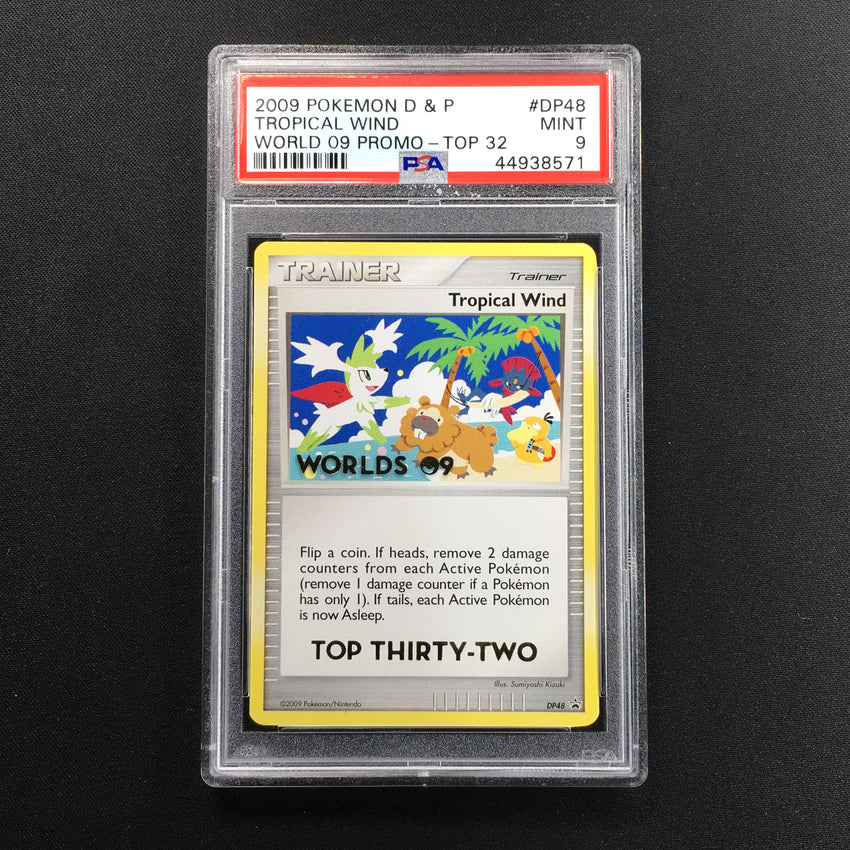 2009 POKEMON D & P #DP48
TROPICAL WIND MINT
WORLD 09 PROMO - TOP 32 9
PSA 44938571
TRAINER Trainer
Tropical Wind
WORLDS 09
Flip a coin. If heads, remove 2 damage
counters from each Active Pokémon
(remove 1 damage counter if a Pokémon
has only 1). If tails, each Active Pokémon
is now Asleep.
TOP THIRTY-TWO
Illus. Sumiyoshi Kizuki
©2009 Pokémon/Nintendo DP48
PSA